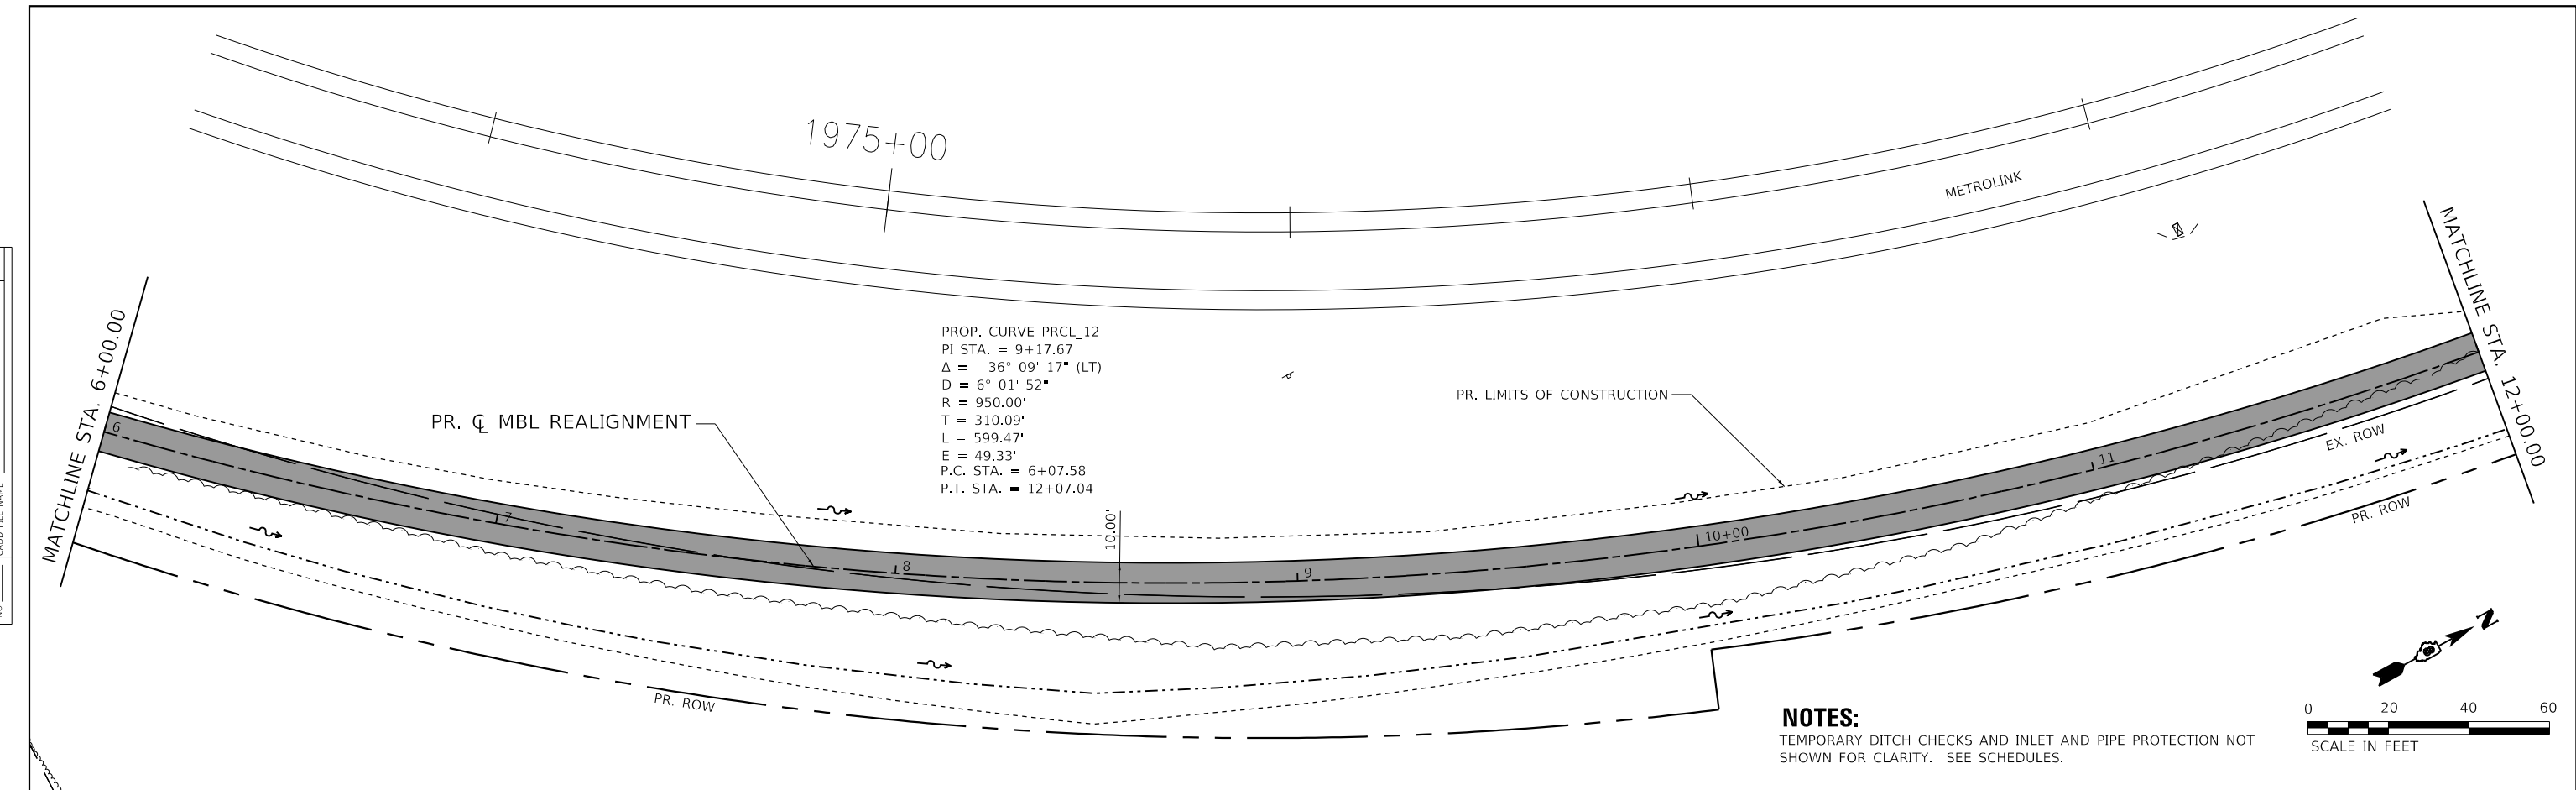 1975+00
METROLINK
MATCHLINE STA. 6+00.00
MATCHLINE STA. 12+00.00
PROP. CURVE PRCL_12
PI STA. = 9+17.67
Δ = 36° 09' 17" (LT)
D = 6° 01' 52"
R = 950.00'
T = 310.09'
L = 599.47'
E = 49.33'
P.C. STA. = 6+07.58
P.T. STA. = 12+07.04
PR. ℄ MBL REALIGNMENT
PR. LIMITS OF CONSTRUCTION
6
7
8
9
10+00
11
10.00'
EX. ROW
PR. ROW
PR. ROW
N
NOTES:
TEMPORARY DITCH CHECKS AND INLET AND PIPE PROTECTION NOT
SHOWN FOR CLARITY. SEE SCHEDULES.
0 20 40 60
SCALE IN FEET